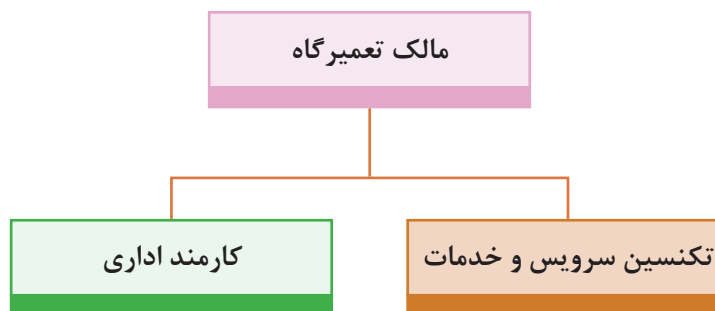 مالک تعمیرگاه
تکنسین سرویس و خدمات
کارمند اداری